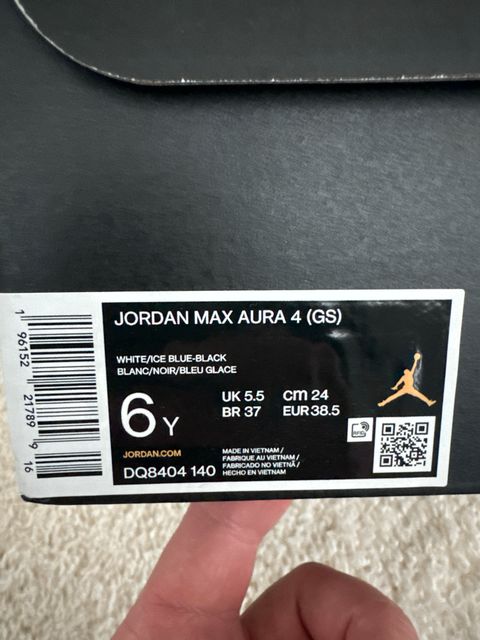 JORDAN MAX AURA 4 (GS)
WHITE/ICE BLUE-BLACK
BLANC/NOIR/BLEU GLACE
6 Y
UK 5.5 cm 24
BR 37 EUR 38.5
RFID
JORDAN.COM
DQ8404 140
MADE IN VIETNAM /
FABRIQUE AU VIETNAM /
FABRICADO NO VIETNÃ /
HECHO EN VIETNAM
1 96152 21789 9 16